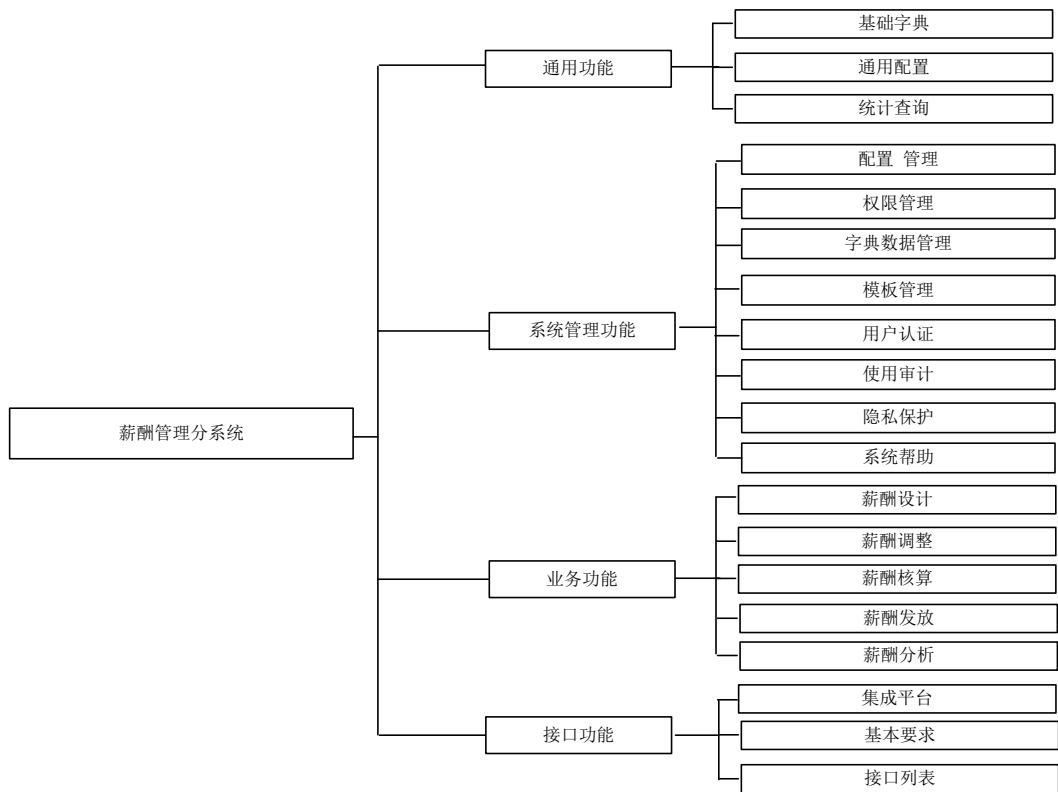 基础字典
通用功能
通用配置
统计查询
配置 管理
权限管理
字典数据管理
模板管理
系统管理功能
用户认证
使用审计
隐私保护
薪酬管理分系统
系统帮助
薪酬设计
薪酬调整
业务功能
薪酬核算
薪酬发放
薪酬分析
集成平台
接口功能
基本要求
接口列表